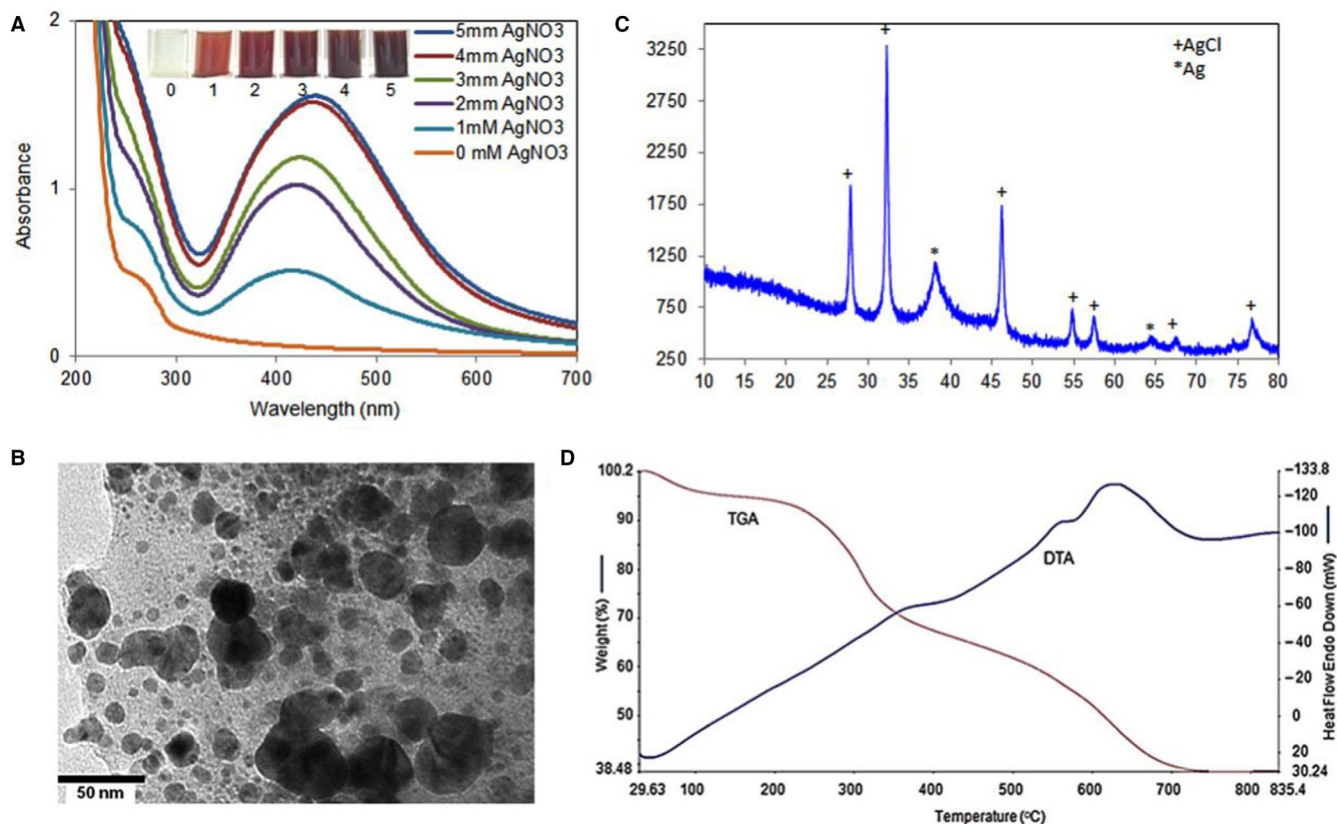 A
2
1
0
Absorbance
200 300 400 500 600 700
Wavelength (nm)
0 1 2 3 4 5
5mm AgNO3
4mm AgNO3
3mm AgNO3
2mm AgNO3
1mM AgNO3
0 mM AgNO3
C
3250
2750
2250
1750
1250
750
250
10 15 20 25 30 35 40 45 50 55 60 65 70 75 80
+AgCl
*Ag
+
+
*
+
+
+
*
+
+
B
50 nm
D
100.2
90
80
70
60
50
38.48
Weight (%)
TGA
DTA
−133.8
−120
−100
−80
−60
−40
−20
0
20
30.24
Heat Flow Endo Down (mW)
29.63 100 200 300 400 500 600 700 800 835.4
Temperature (°C)